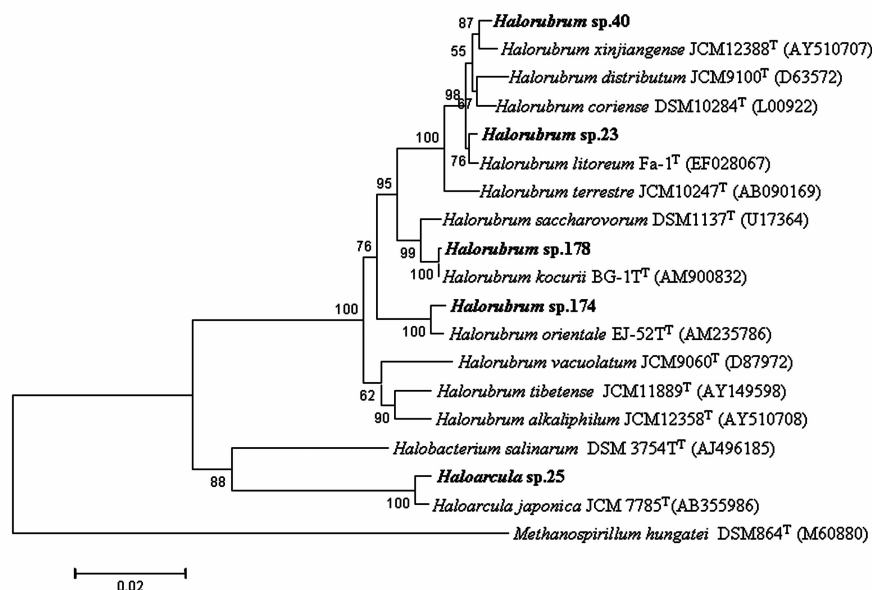 87
Halorubrum sp.40
55
Halorubrum xinjiangense JCM12388ᵀ (AY510707)
Halorubrum distributum JCM9100ᵀ (D63572)
98
67
Halorubrum coriense DSM10284ᵀ (L00922)
100
Halorubrum sp.23
76
Halorubrum litoreum Fa-1ᵀ (EF028067)
95
Halorubrum terrestre JCM10247ᵀ (AB090169)
Halorubrum saccharovorum DSM1137ᵀ (U17364)
76
99
Halorubrum sp.178
100
Halorubrum kocurii BG-1Tᵀ (AM900832)
100
Halorubrum sp.174
100
Halorubrum orientale EJ-52Tᵀ (AM235786)
Halorubrum vacuolatum JCM9060ᵀ (D87972)
62
Halorubrum tibetense JCM11889ᵀ (AY149598)
90
Halorubrum alkaliphilum JCM12358ᵀ (AY510708)
Halobacterium salinarum DSM 3754Tᵀ (AJ496185)
88
Haloarcula sp.25
100
Haloarcula japonica JCM 7785ᵀ(AB355986)
Methanospirillum hungatei DSM864ᵀ (M60880)
0.02